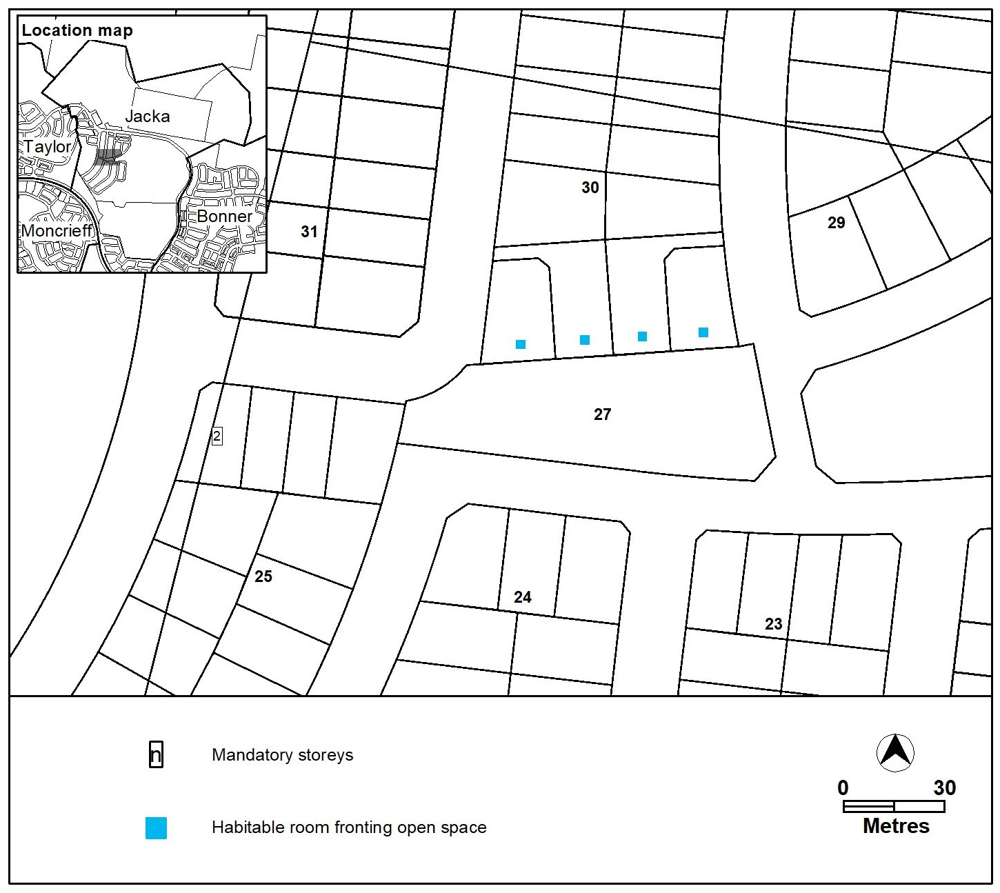 Location map
Jacka
Taylor
Bonner
Moncrieff
30
31
29
27
2
25
24
23
n Mandatory storeys
Habitable room fronting open space
0 30
Metres